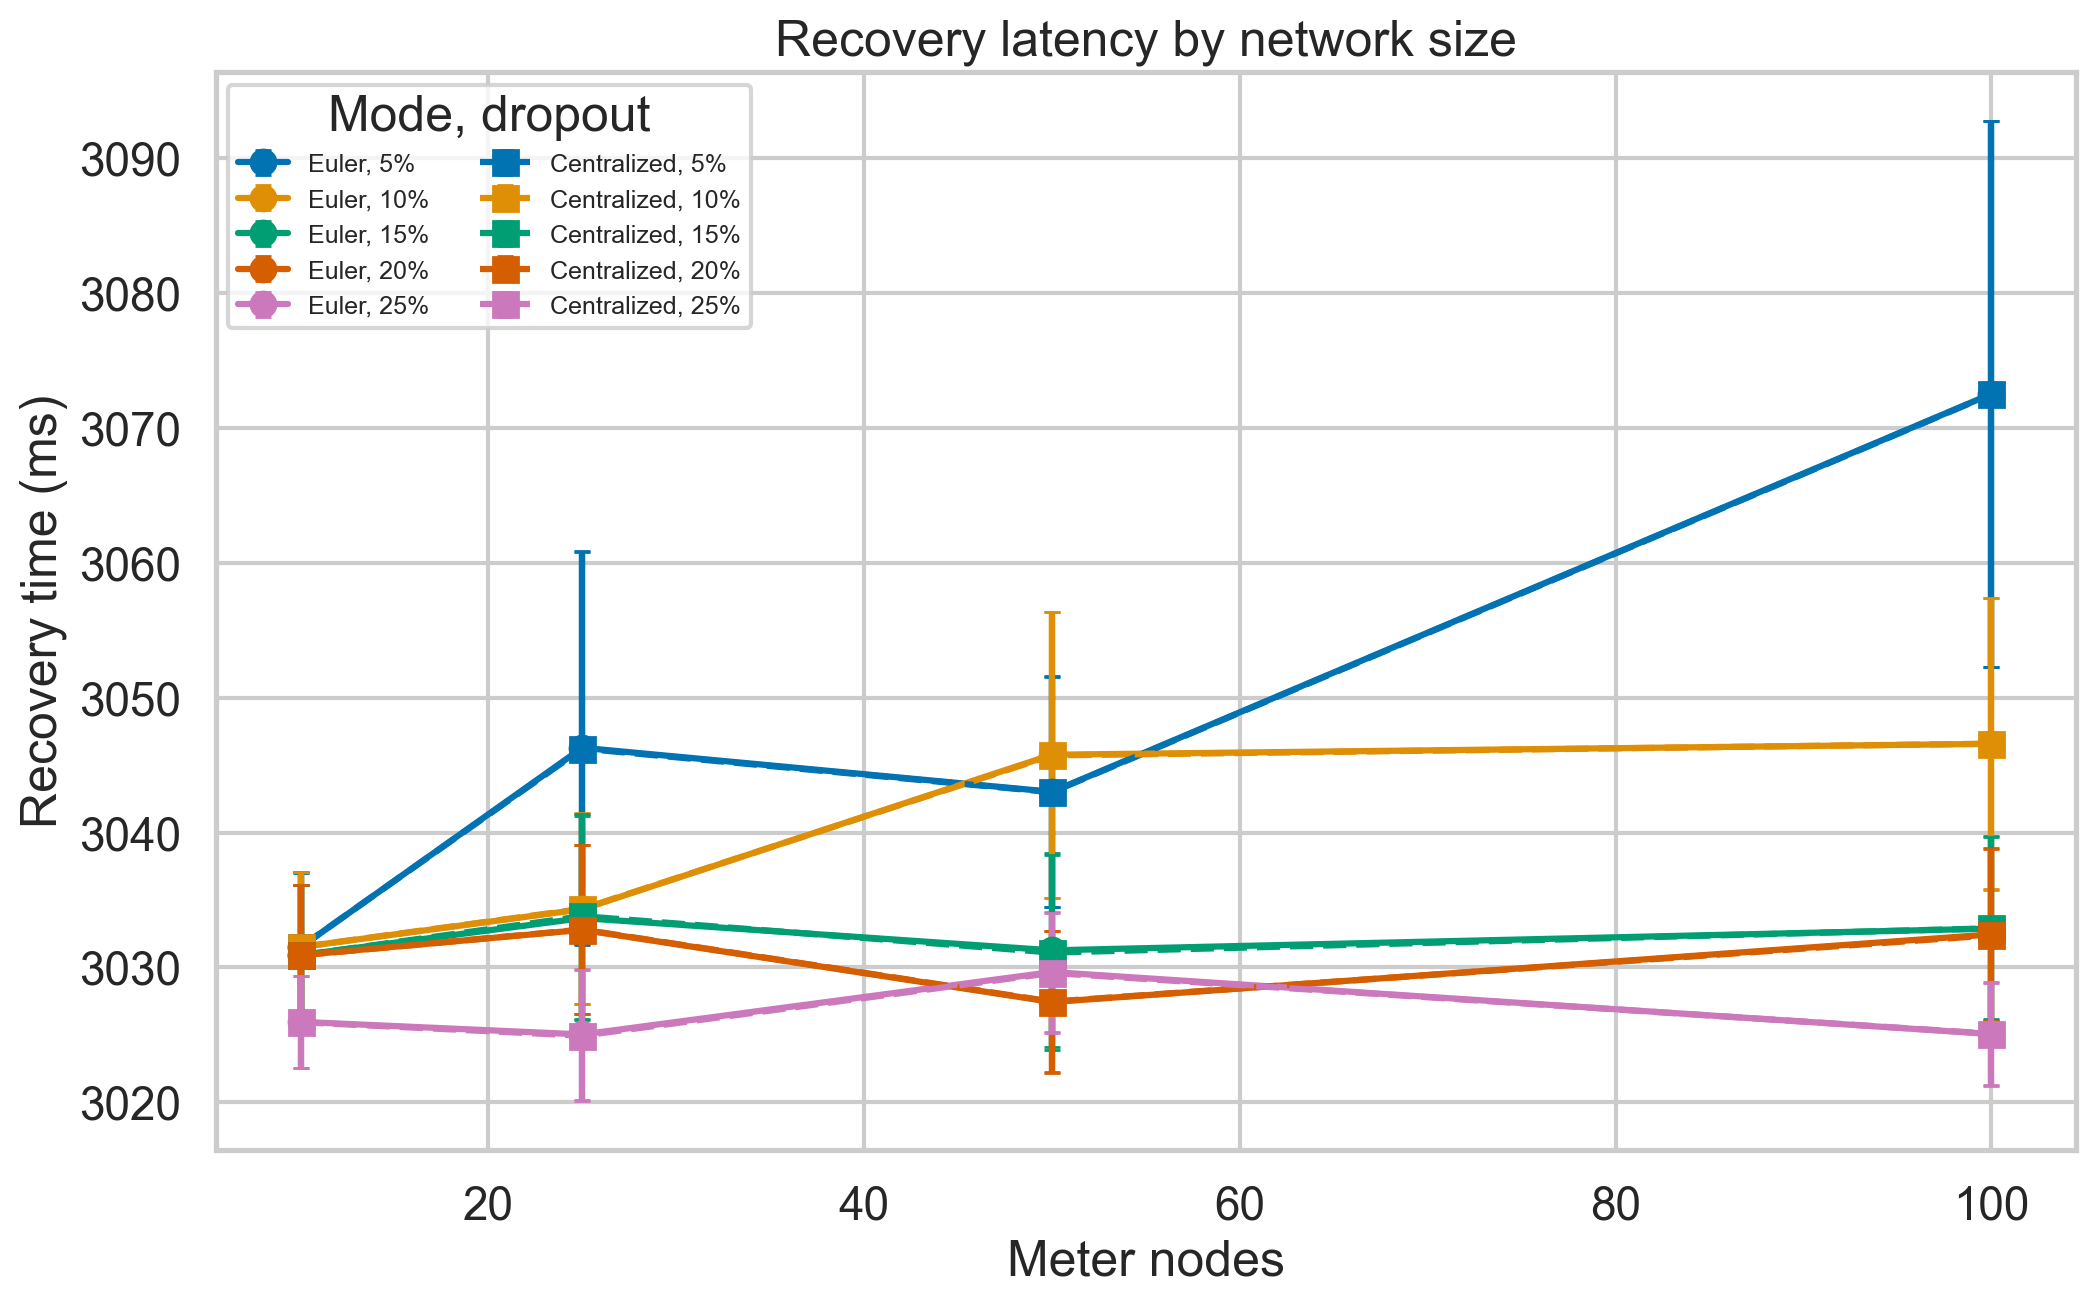 Recovery latency by network size
Mode, dropout
Euler, 5%
Euler, 10%
Euler, 15%
Euler, 20%
Euler, 25%
Centralized, 5%
Centralized, 10%
Centralized, 15%
Centralized, 20%
Centralized, 25%
Recovery time (ms)
3090
3080
3070
3060
3050
3040
3030
3020
20 40 60 80 100
Meter nodes